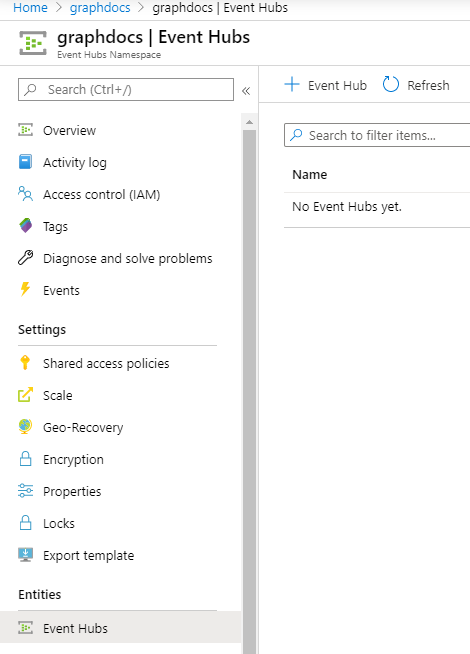 Home > graphdocs > graphdocs | Event Hubs
graphdocs | Event Hubs
Event Hubs Namespace
Search (Ctrl+/)
«
Overview
Activity log
Access control (IAM)
Tags
Diagnose and solve problems
Events
Settings
Shared access policies
Scale
Geo-Recovery
Encryption
Properties
Locks
Export template
Entities
Event Hubs
+ Event Hub Refresh
Search to filter items...
Name
No Event Hubs yet.